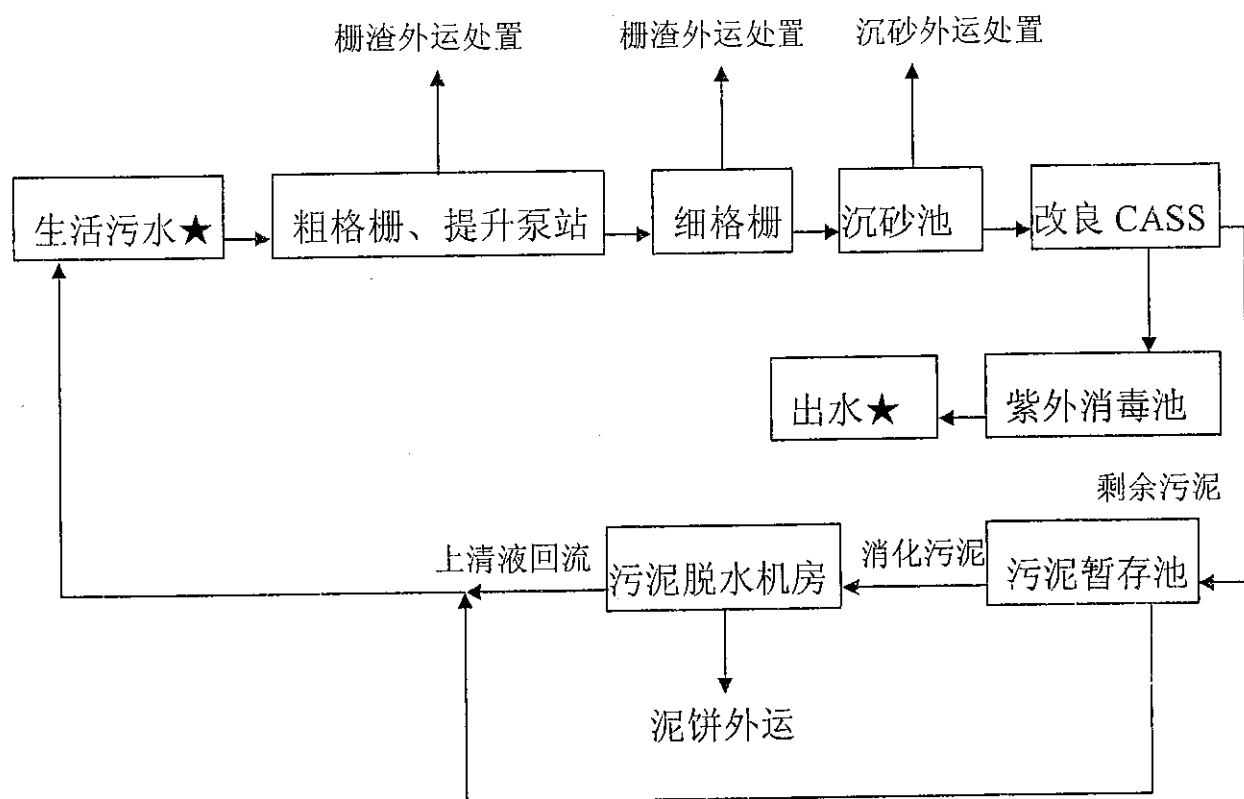 栅渣外运处置
栅渣外运处置
沉砂外运处置
生活污水★
粗格栅、提升泵站
细格栅
沉砂池
改良 CASS
出水★
紫外消毒池
剩余污泥
上清液回流
污泥脱水机房
消化污泥
污泥暂存池
泥饼外运